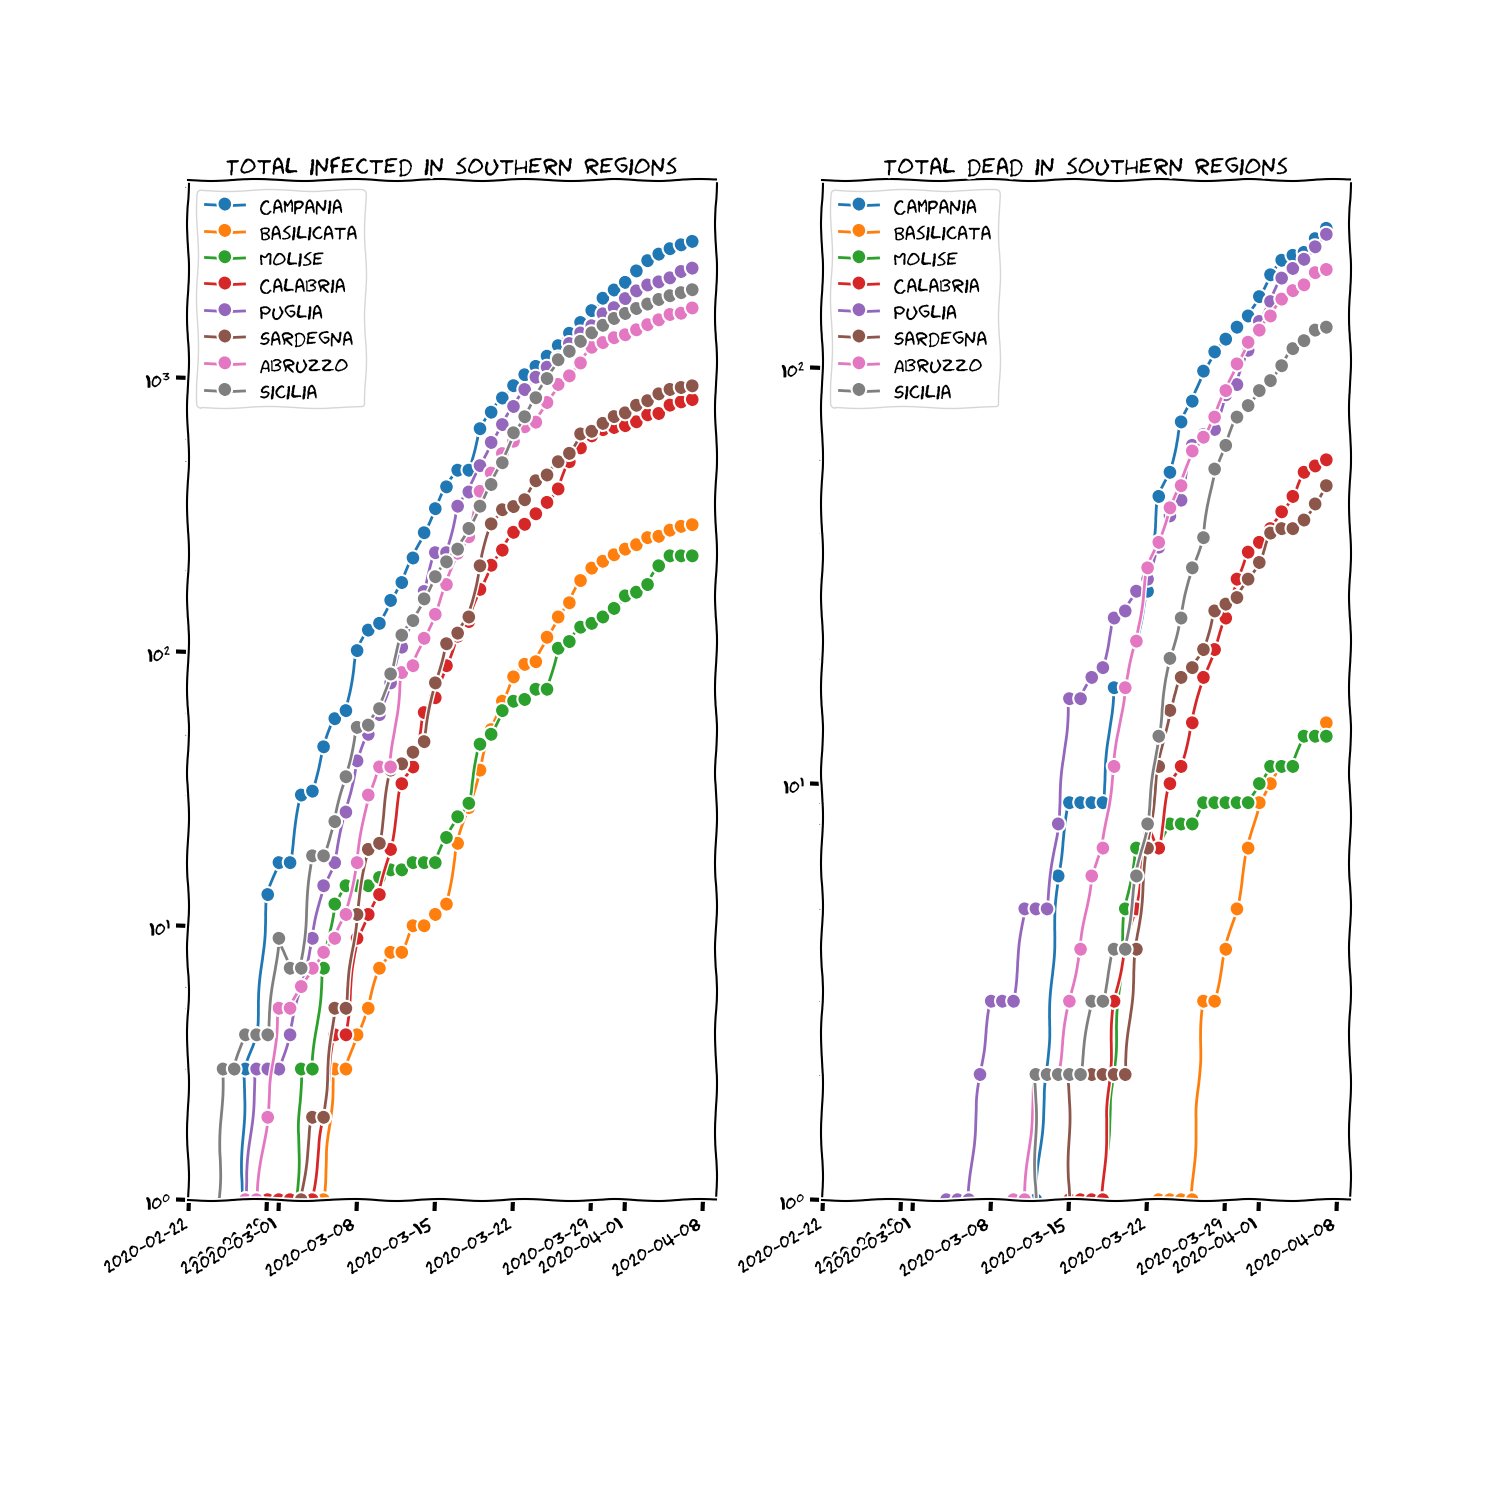 TOTAL INFECTED IN SOUTHERN REGIONS
CAMPANIA
BASILICATA
MOLISE
CALABRIA
PUGLIA
SARDEGNA
ABRUZZO
SICILIA
10³
10²
10¹
10⁰
2020-02-22
2020-03-01
2020-03-08
2020-03-15
2020-03-22
2020-03-29
2020-04-01
2020-04-08
TOTAL DEAD IN SOUTHERN REGIONS
CAMPANIA
BASILICATA
MOLISE
CALABRIA
PUGLIA
SARDEGNA
ABRUZZO
SICILIA
10²
10¹
10⁰
2020-02-22
2020-03-01
2020-03-08
2020-03-15
2020-03-22
2020-03-29
2020-04-01
2020-04-08